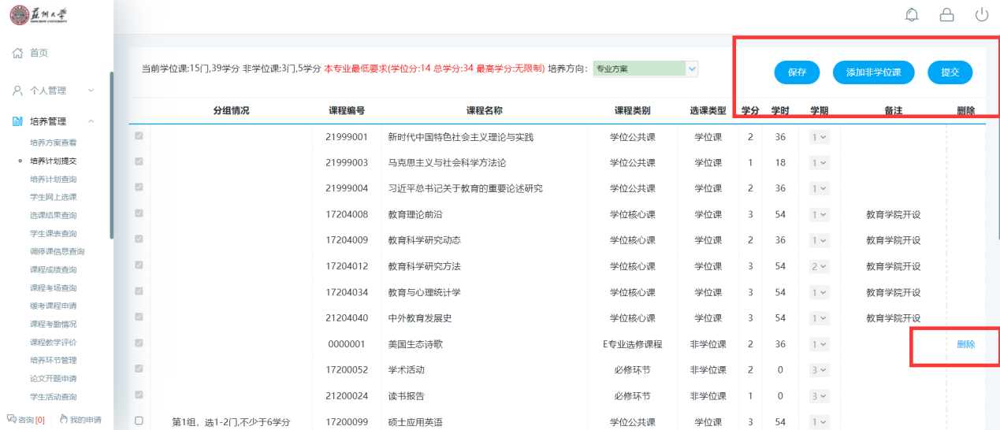 蘇州大学
SOOCHOW UNIVERSITY
首页
个人管理
培养管理
培养方案查看
培养计划提交
培养计划查询
学生网上选课
选课结果查询
学生课表查询
调停课信息查询
课程成绩查询
课程考场查询
缓考课程申请
课程考勤情况
课程教学评价
培养环节管理
论文开题申请
学生活动查询
咨询[0] 我的申请
当前学位课:15门,39学分 非学位课:3门,5学分 本专业最低要求(学位分:14 总学分:34 最高学分:无限制) 培养方向： 专业方案
保存 添加非学位课 提交
分组情况 课程编号 课程名称 课程类别 选课类型 学分 学时 学期 备注 删除
21999001 新时代中国特色社会主义理论与实践 学位公共课 学位课 2 36 1
21999003 马克思主义与社会科学方法论 学位公共课 学位课 1 18 1
21999004 习近平总书记关于教育的重要论述研究 学位公共课 学位课 2 36 1
17204008 教育理论前沿 学位核心课 学位课 3 54 1 教育学院开设
17204009 教育科学研究动态 学位核心课 学位课 2 36 1 教育学院开设
17204012 教育科学研究方法 学位核心课 学位课 3 54 2 教育学院开设
17204034 教育与心理统计学 学位核心课 学位课 3 54 1 教育学院开设
21204040 中外教育发展史 学位核心课 学位课 3 54 1 教育学院开设
0000001 美国生态诗歌 E专业选修课程 非学位课 2 36 1 删除
17200052 学术活动 必修环节 非学位课 2 0 3
21200024 读书报告 必修环节 非学位课 1 0 3
第1组，选1-2门,不少于6学分 17200099 硕士应用英语 学位公共课 学位课 3 54 1